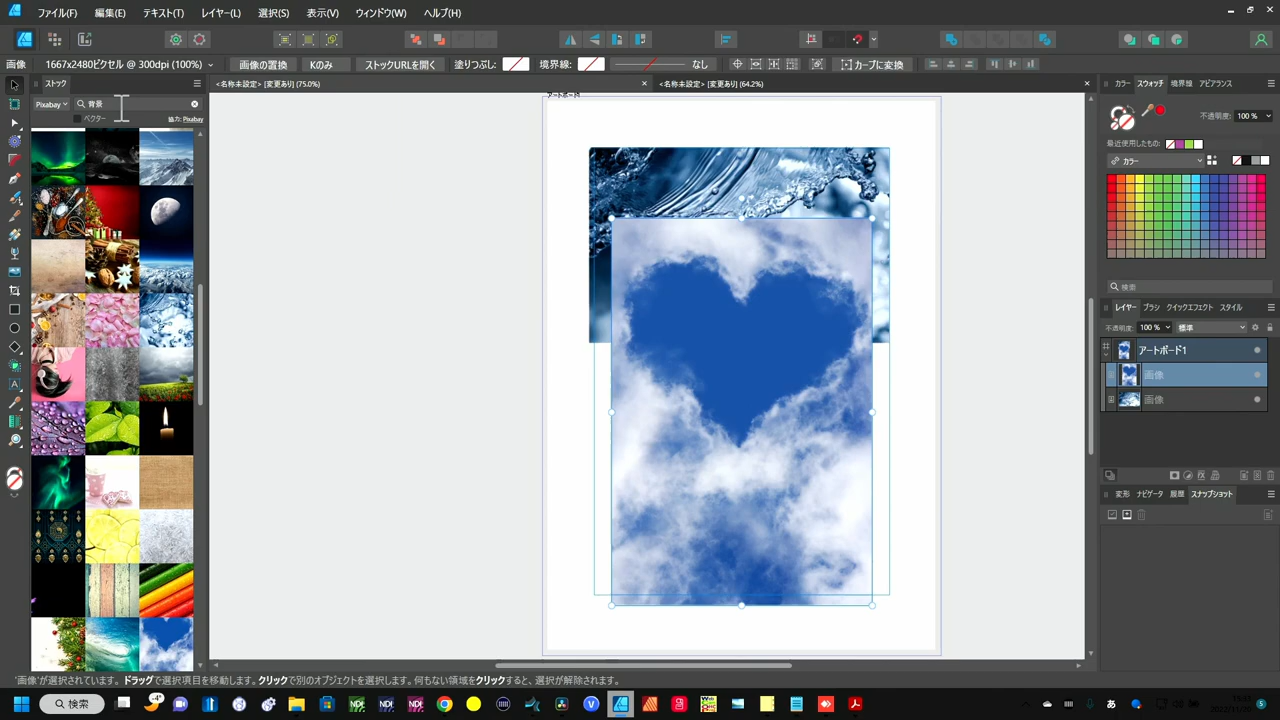 ファイル(F) 編集(E) テキスト(T) レイヤー(L) 選択(S) 表示(V) ウィンドウ(W) ヘルプ(H)
画像 1667x2480ピクセル @ 300dpi (100%) 画像の置換 Kのみ ストックURLを開く 塗りつぶし: 境界線: なし カーブに変換
ストック
<名称未設定> [変更あり] (75.0%)
<名称未設定> [変更あり] (64.2%)
カラー スウォッチ 境界線 アピアランス
Pixabay 背景
ベクター 協力: Pixabay
アートボード1
不透明度: 100 %
最近使用したもの:
カラー
検索
レイヤー ブラシ クイックエフェクト スタイル
不透明度: 100 % 標準
アートボード1
画像
画像
変形 ナビゲータ 履歴 スナップショット
'画像'が選択されています。 ドラッグで選択項目を移動します。クリックで別のオブジェクトを選択します。何もない領域をクリックすると、選択が解除されます。
検索
-4°
あ